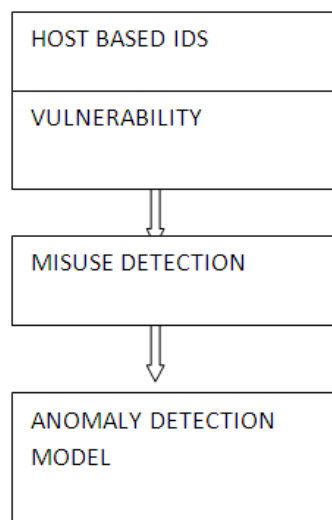 HOST BASED IDS
VULNERABILITY
MISUSE DETECTION
ANOMALY DETECTION
MODEL